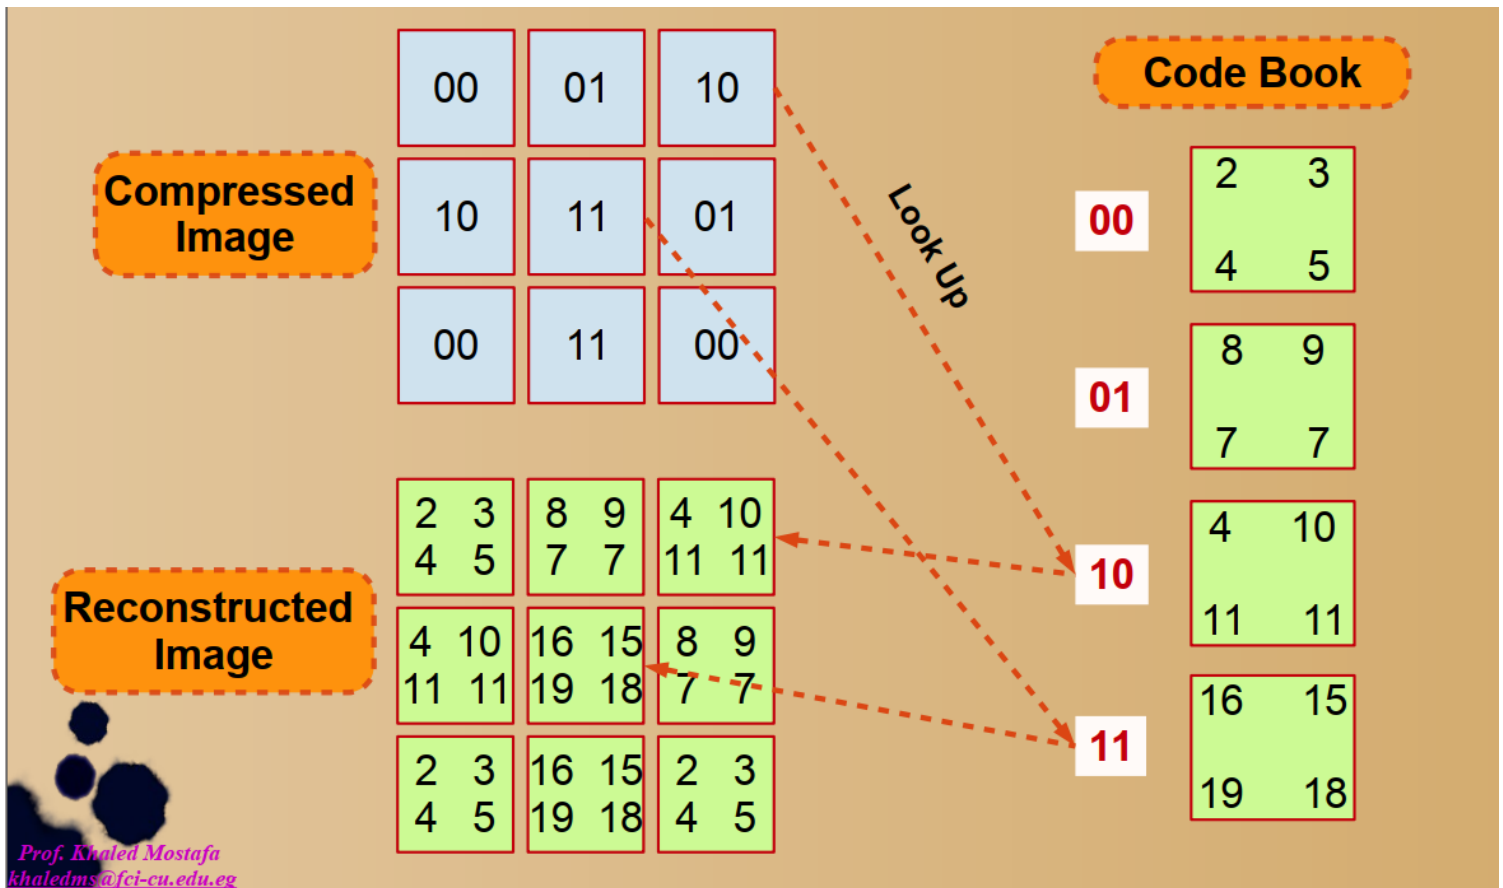 00 01 10
10 11 01
00 11 00
Compressed
Image
Look Up
Code Book
00
2 3
4 5
01
8 9
7 7
10
4 10
11 11
11
16 15
19 18
Reconstructed
Image
2 3 8 9 4 10
4 5 7 7 11 11
4 10 16 15 8 9
11 11 19 18 7 7
2 3 16 15 2 3
4 5 19 18 4 5
Prof. Khaled Mostafa
khaledms@fci-cu.edu.eg